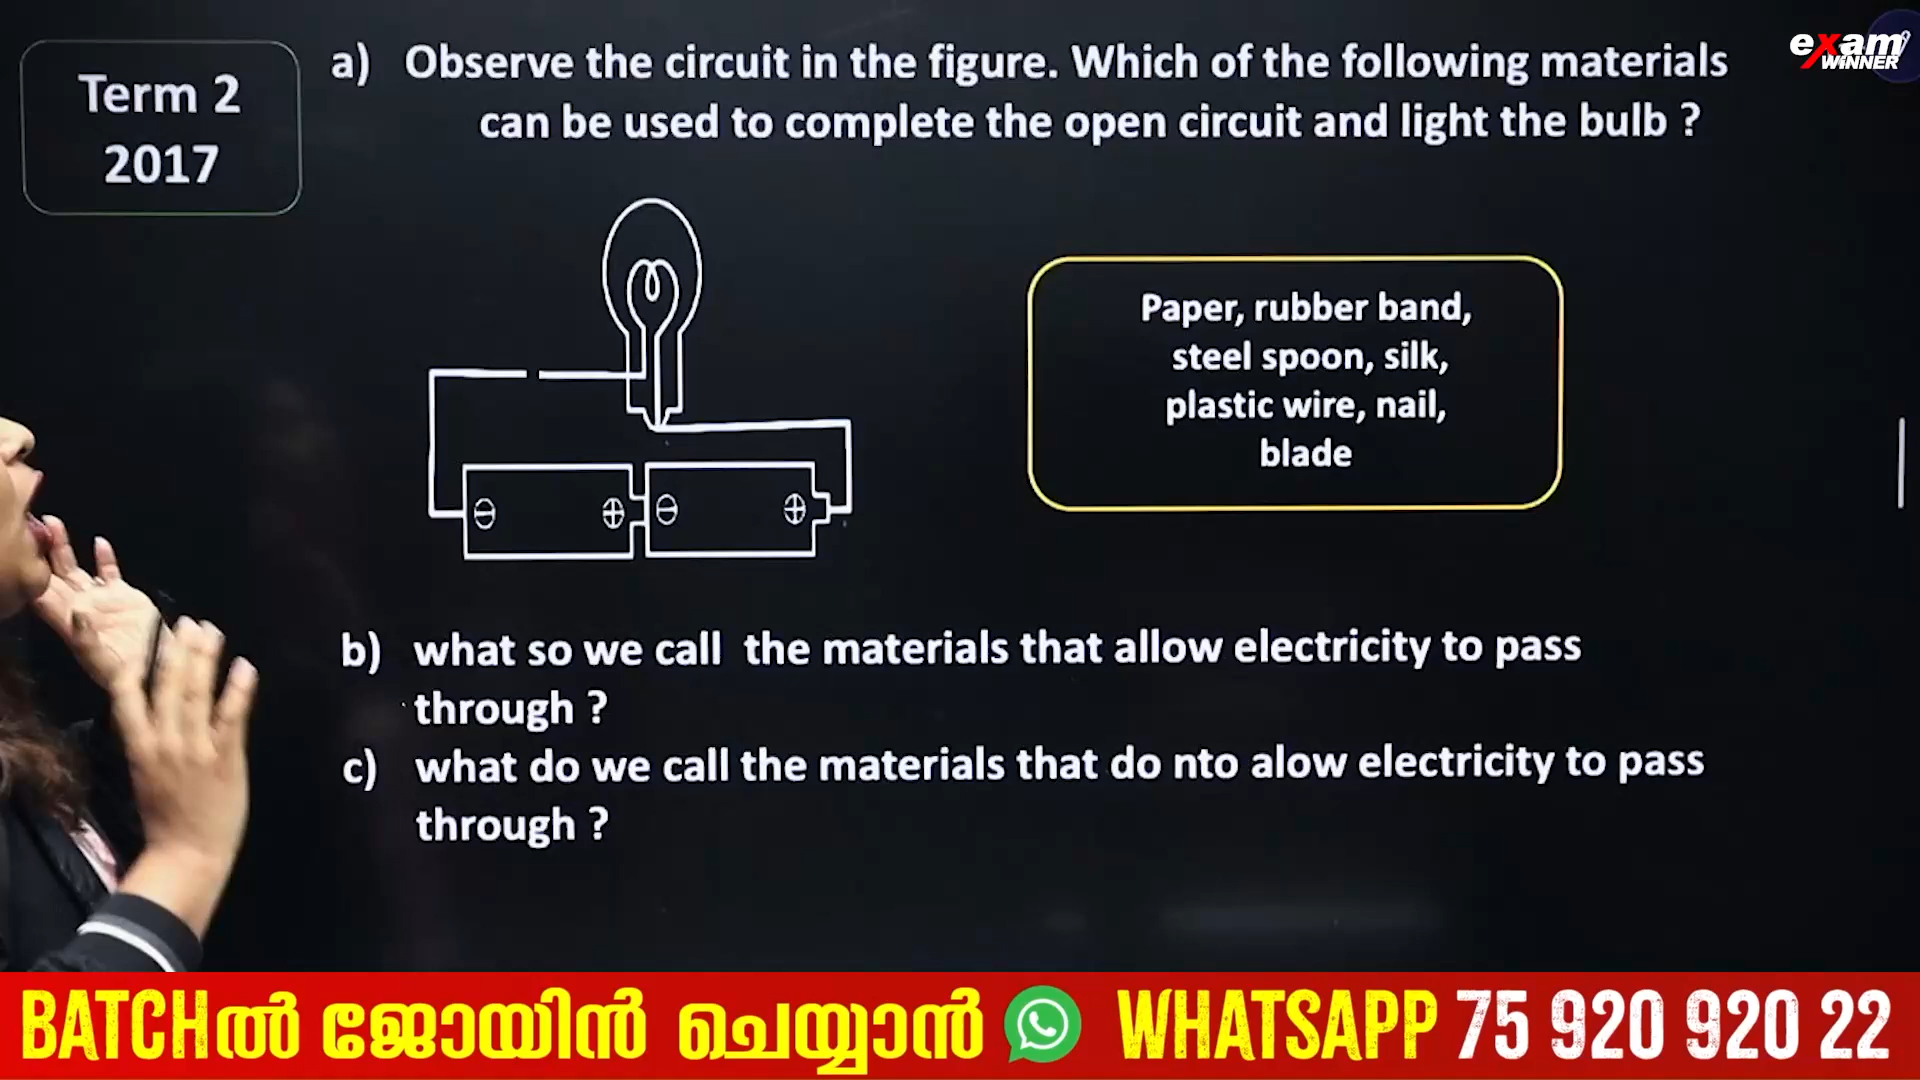 Term 2
2017
a) Observe the circuit in the figure. Which of the following materials
can be used to complete the open circuit and light the bulb ?
exam
WINNER
Paper, rubber band,
steel spoon, silk,
plastic wire, nail,
blade
⊖ ⊕ ⊖ ⊕
b) what so we call the materials that allow electricity to pass
through ?
c) what do we call the materials that do nto alow electricity to pass
through ?
BATCHൽ ജോയിൻ ചെയ്യാൻ WHATSAPP 75 920 920 22